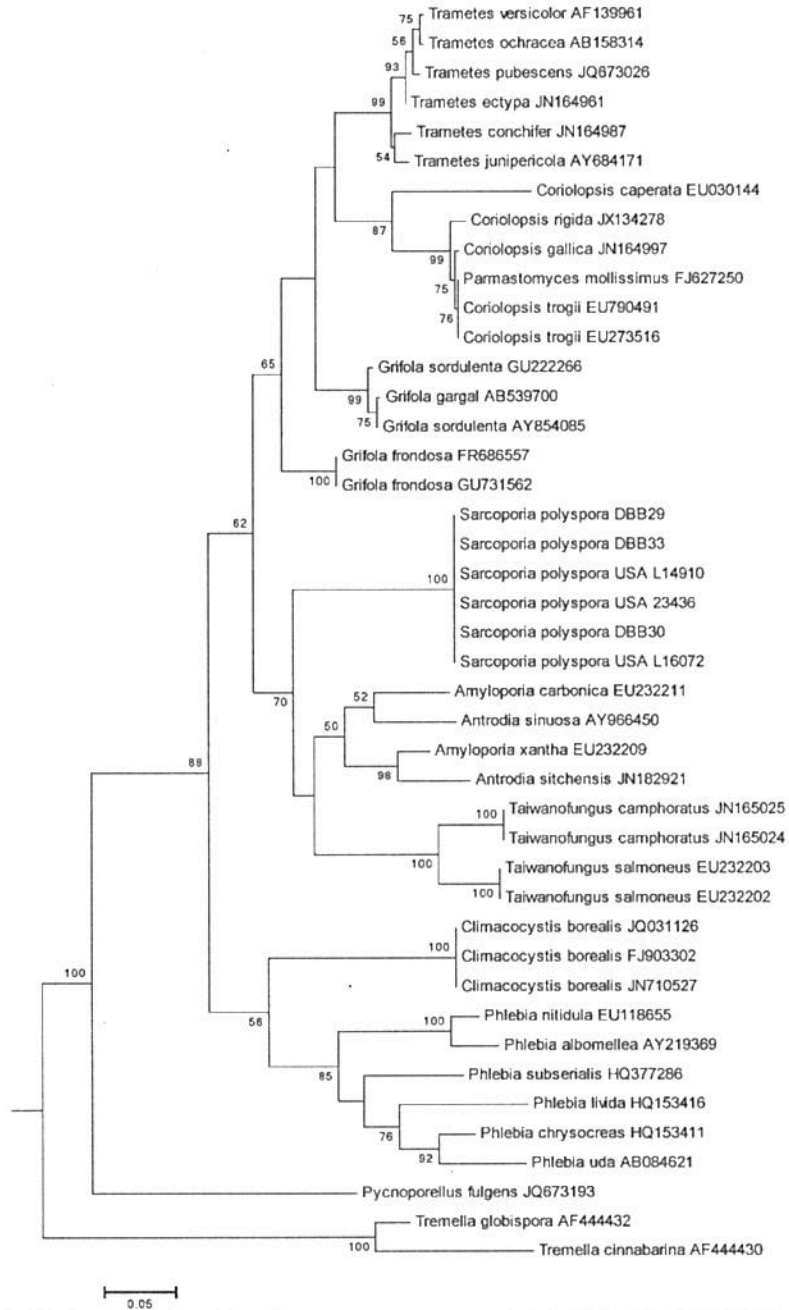 75
Trametes versicolor AF139961
56
Trametes ochracea AB158314
93
Trametes pubescens JQ673026
99
Trametes ectypa JN164961
Trametes conchifer JN164987
54
Trametes junipericola AY684171
Coriolopsis caperata EU030144
87
Coriolopsis rigida JX134278
99
Coriolopsis gallica JN164997
75
Parmastomyces mollissimus FJ627250
76
Coriolopsis trogii EU790491
Coriolopsis trogii EU273516
65
Grifola sordulenta GU222266
99
Grifola gargal AB539700
75
Grifola sordulenta AY854085
Grifola frondosa FR686557
100
Grifola frondosa GU731562
62
Sarcoporia polyspora DBB29
Sarcoporia polyspora DBB33
100
Sarcoporia polyspora USA L14910
Sarcoporia polyspora USA 23436
Sarcoporia polyspora DBB30
Sarcoporia polyspora USA L16072
70
52
Amyloporia carbonica EU232211
50
Antrodia sinuosa AY966450
Amyloporia xantha EU232209
98
Antrodia sitchensis JN182921
88
100
Taiwanofungus camphoratus JN165025
Taiwanofungus camphoratus JN165024
100
Taiwanofungus salmoneus EU232203
100
Taiwanofungus salmoneus EU232202
Climacocystis borealis JQ031126
100
Climacocystis borealis FJ903302
Climacocystis borealis JN710527
100
56
100
Phlebia nitidula EU118655
Phlebia albomellea AY219369
85
Phlebia subserialis HQ377286
Phlebia livida HQ153416
76
Phlebia chrysocreas HQ153411
92
Phlebia uda AB084621
Pycnoporellus fulgens JQ673193
Tremella globispora AF444432
100
Tremella cinnabarina AF444430
0.05